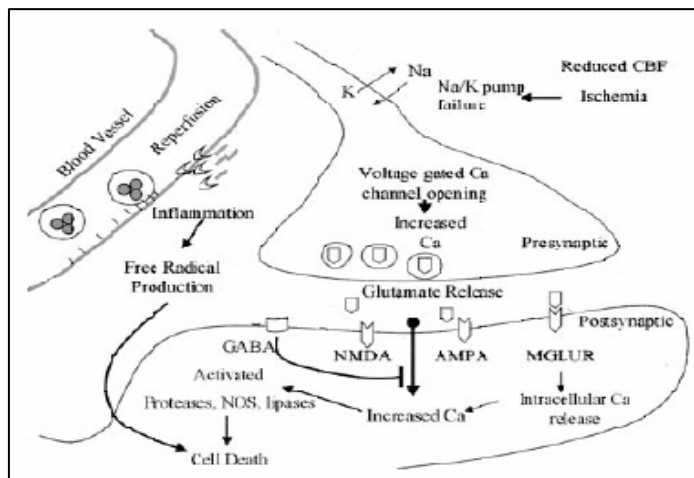 Reduced CBF
Na
K
Na/K pump
failure
Ischemia
Blood Vessel
Reperfusion
Voltage gated Ca
channel opening
Inflammation
Increased
Ca
Presynaptic
Free Radical
Production
Glutamate Release
Postsynaptic
GABA
NMDA
AMPA
MGLUR
Activated
Proteases, NOS, lipases
Increased Ca
Intracellular Ca
release
Cell Death